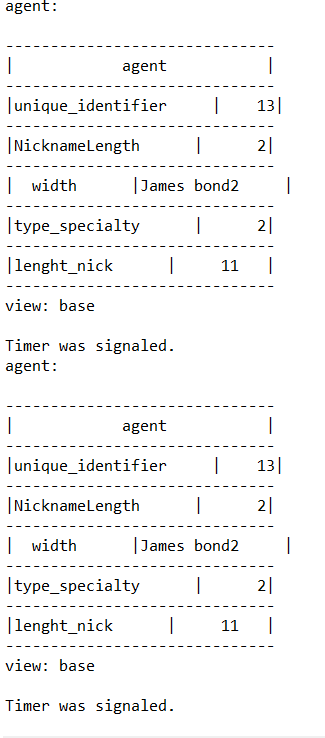 agent:
------------------------------
|            agent           |
------------------------------
|unique_identifier     |    13|
------------------------------
|NicknameLength      |      2|
------------------------------
|  width      |James bond2     |
------------------------------
|type_specialty      |      2|
------------------------------
|lenght_nick      |     11   |
------------------------------
view: base
Timer was signaled.
agent:
------------------------------
|            agent           |
------------------------------
|unique_identifier     |    13|
------------------------------
|NicknameLength      |      2|
------------------------------
|  width      |James bond2     |
------------------------------
|type_specialty      |      2|
------------------------------
|lenght_nick      |     11   |
------------------------------
view: base
Timer was signaled.